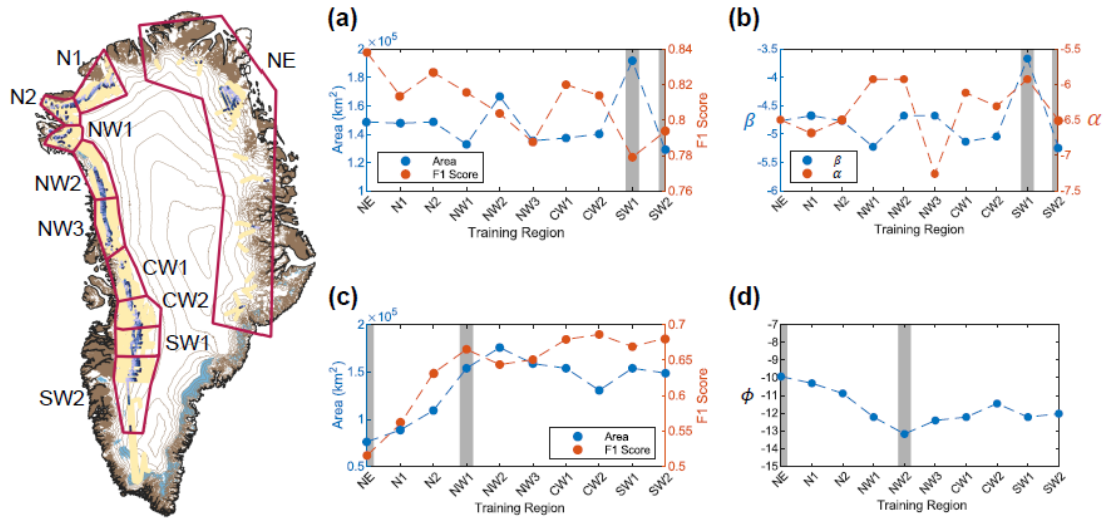 N1
NE
N2
NW1
NW2
NW3
CW1
CW2
SW1
SW2
(a)
2 ×10⁵
1.8
1.6
1.4
1.2
1
Area (km²)
0.84
0.82
0.8
0.78
0.76
F1 Score
Area
F1 Score
NE N1 N2 NW1 NW2 NW3 CW1 CW2 SW1 SW2
Training Region
(b)
-3.5
-4
-4.5
-5
-5.5
-6
β
-5.5
-6
-6.5
-7
-7.5
α
β
α
NE N1 N2 NW1 NW2 NW3 CW1 CW2 SW1 SW2
Training Region
(c)
2 ×10⁵
1.5
1
0.5
Area (km²)
0.7
0.65
0.6
0.55
0.5
F1 Score
Area
F1 Score
NE N1 N2 NW1 NW2 NW3 CW1 CW2 SW1 SW2
Training Region
(d)
-7
-8
-9
-10
-11
-12
-13
-14
-15
ϕ
NE N1 N2 NW1 NW2 NW3 CW1 CW2 SW1 SW2
Training Region